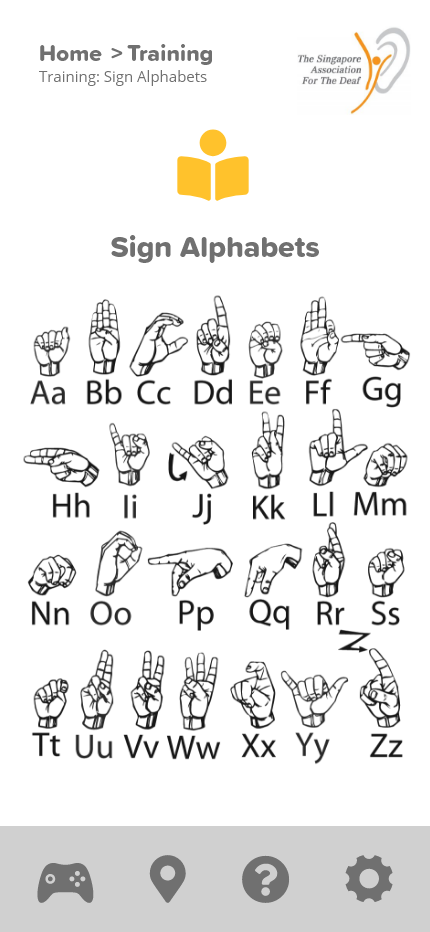 Home > Training
Training: Sign Alphabets
The Singapore
Association
For The Deaf
Sign Alphabets
Aa Bb Cc Dd Ee Ff Gg
Hh Ii Jj Kk Ll Mm
Nn Oo Pp Qq Rr Ss
Tt Uu Vv Ww Xx Yy Zz